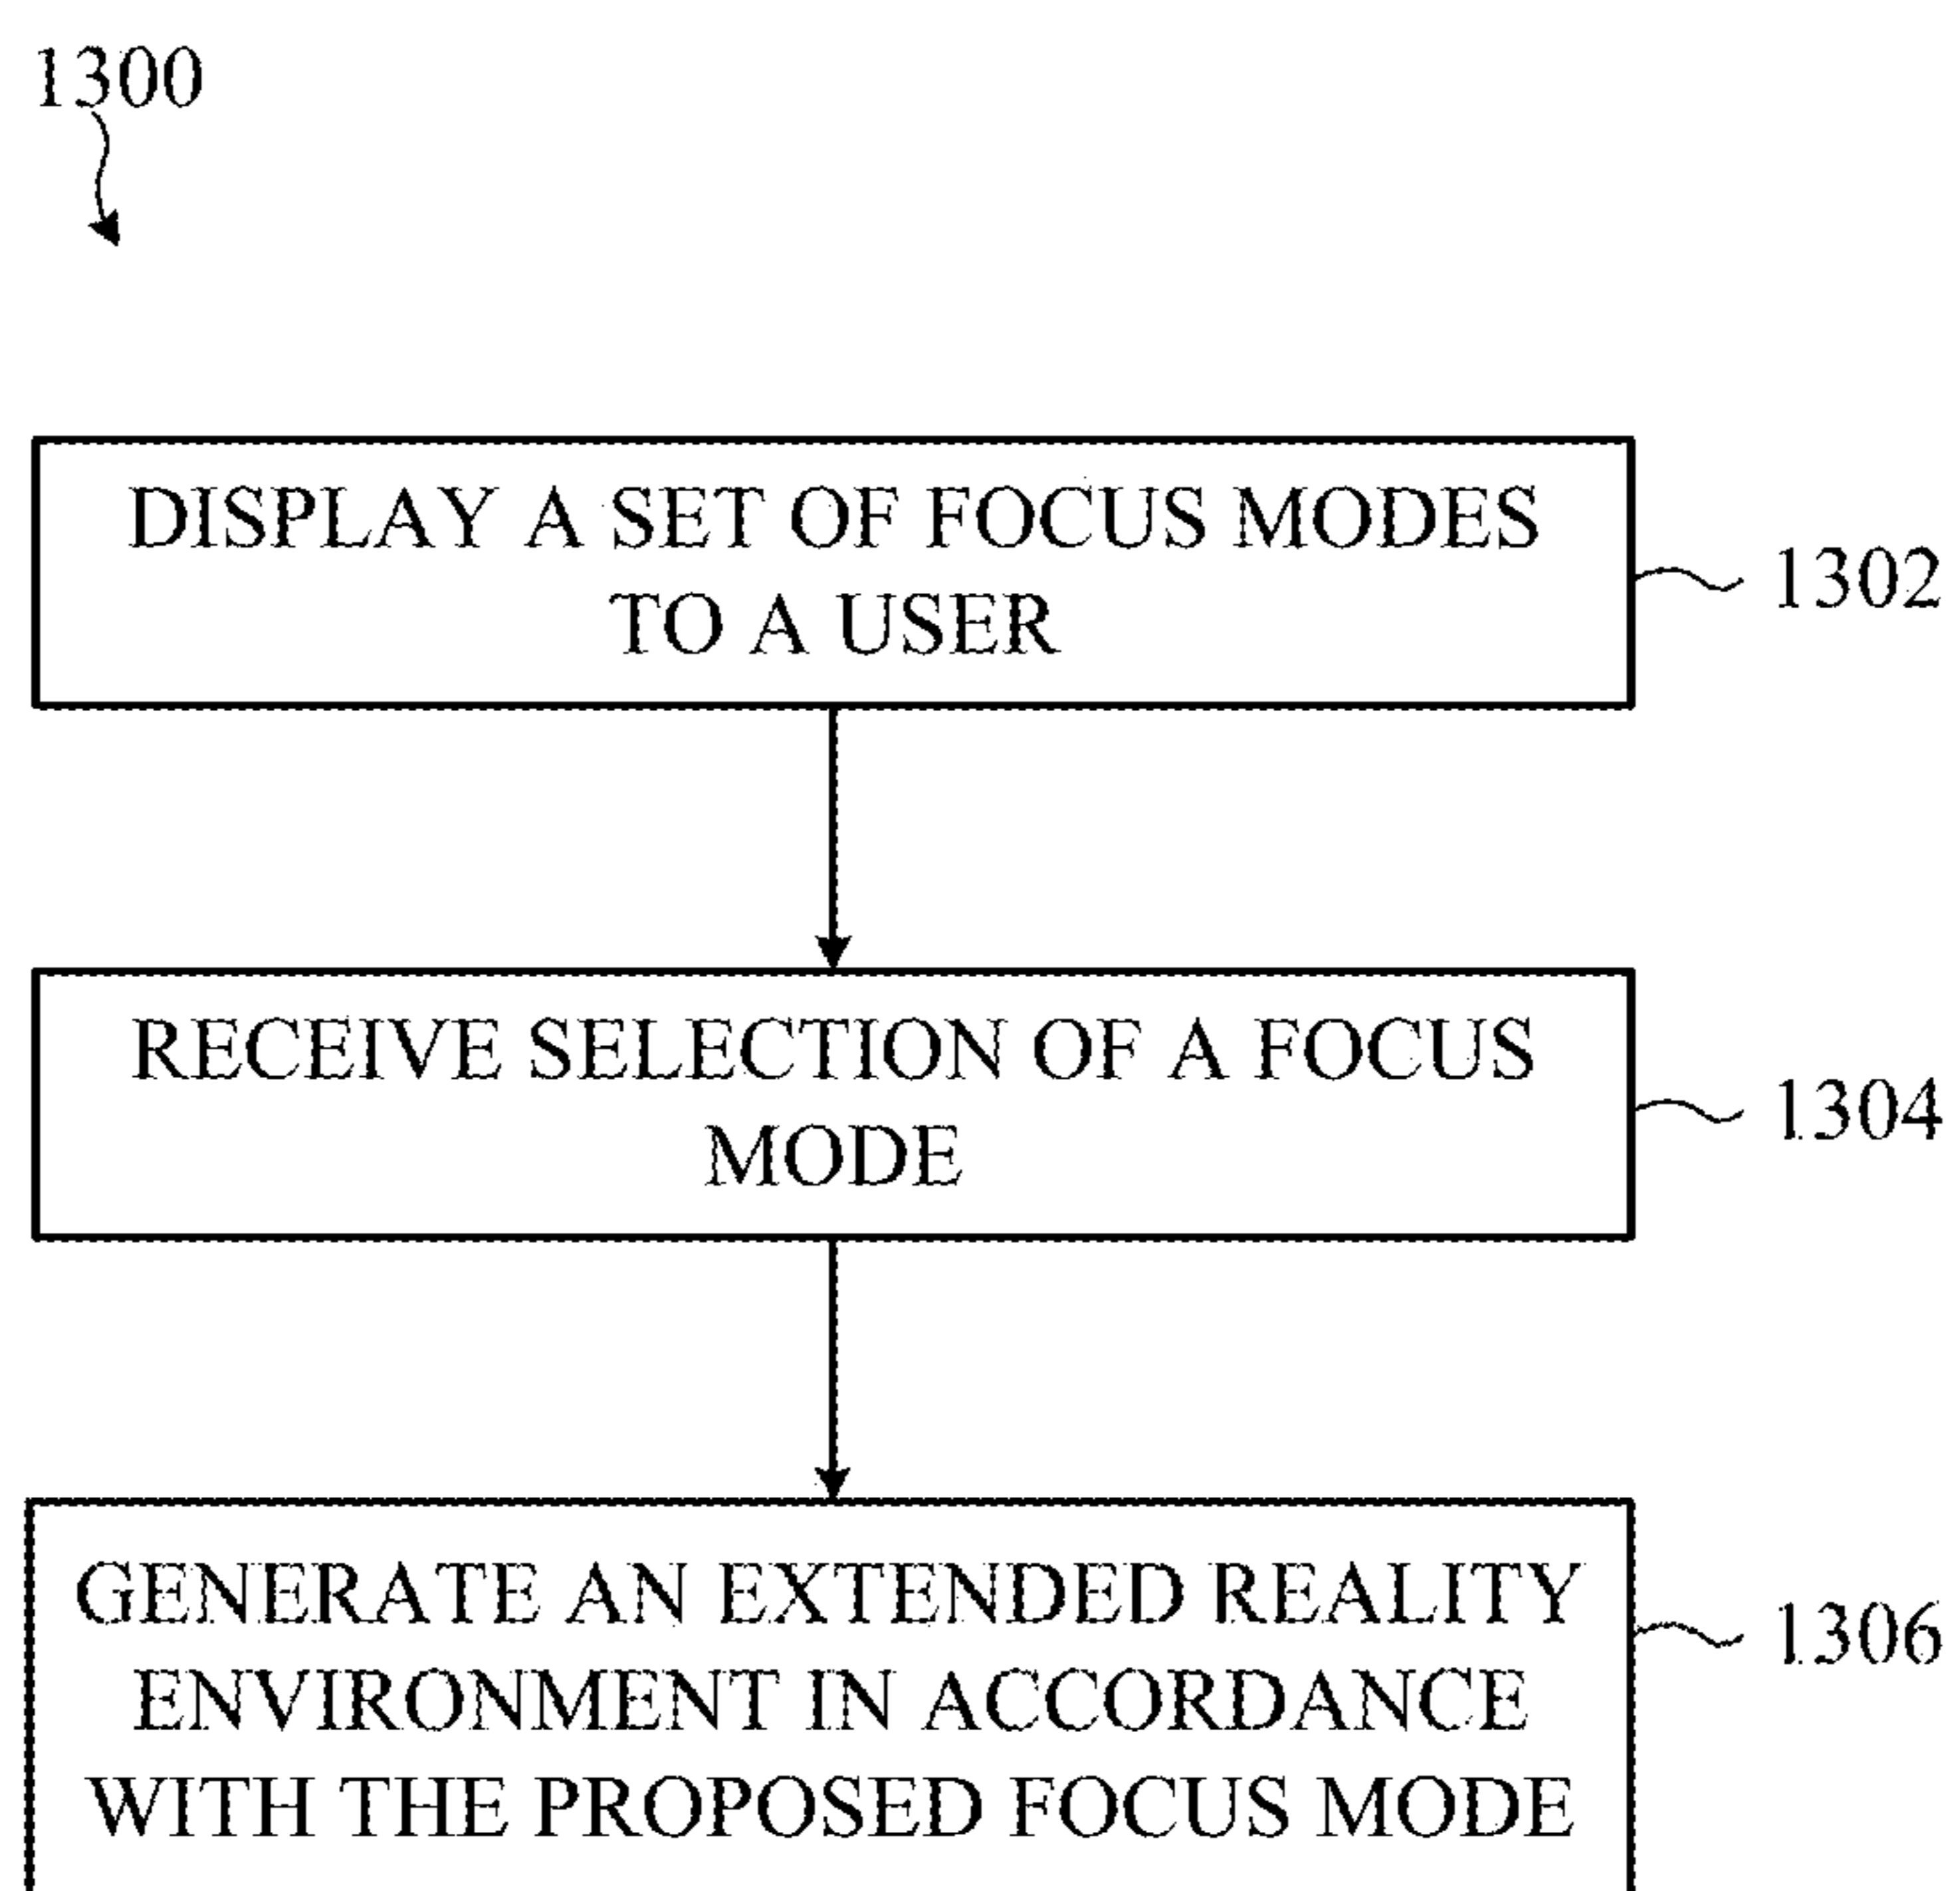 1300
DISPLAY A SET OF FOCUS MODES
TO A USER
1302
RECEIVE SELECTION OF A FOCUS
MODE
1304
GENERATE AN EXTENDED REALITY
ENVIRONMENT IN ACCORDANCE
WITH THE PROPOSED FOCUS MODE
1306